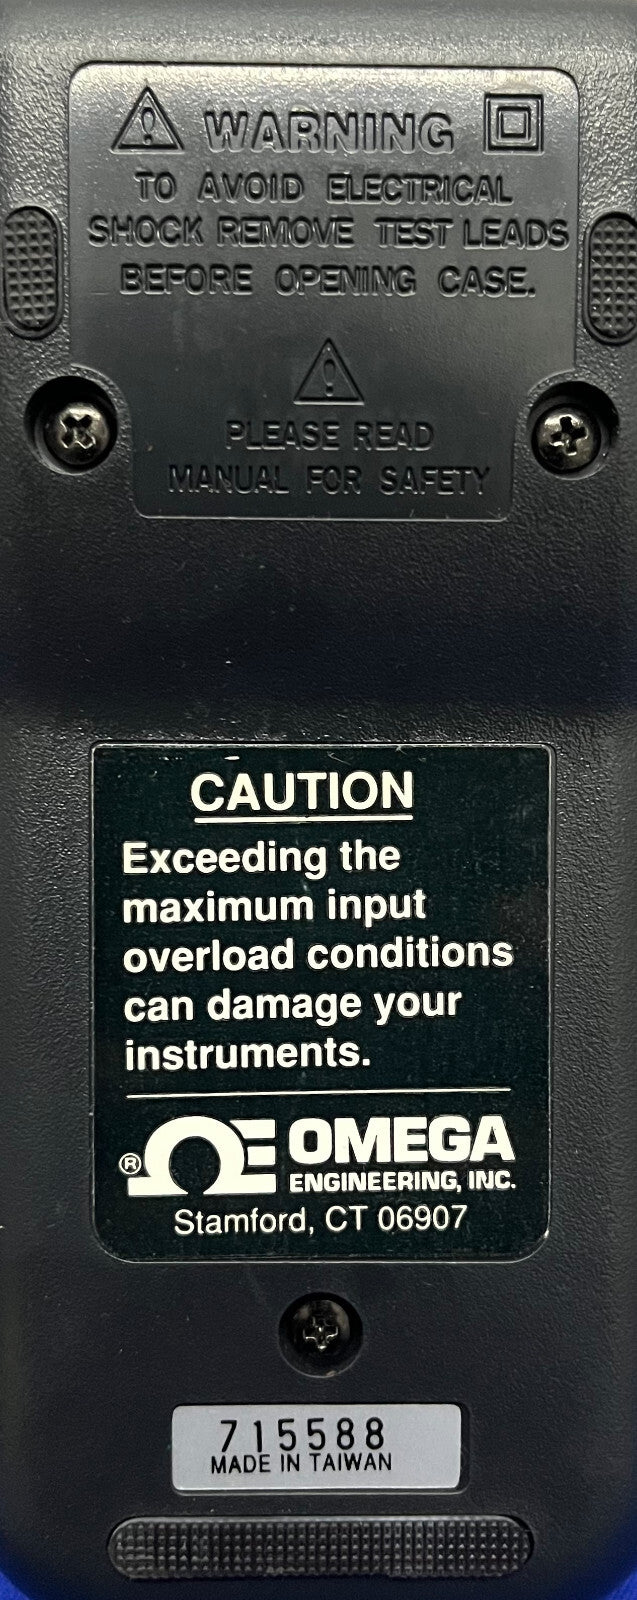 WARNING
TO AVOID ELECTRICAL
SHOCK REMOVE TEST LEADS
BEFORE OPENING CASE.
PLEASE READ
MANUAL FOR SAFETY
CAUTION
Exceeding the
maximum input
overload conditions
can damage your
instruments.
® ΩE OMEGA
ENGINEERING, INC.
Stamford, CT 06907
715588
MADE IN TAIWAN